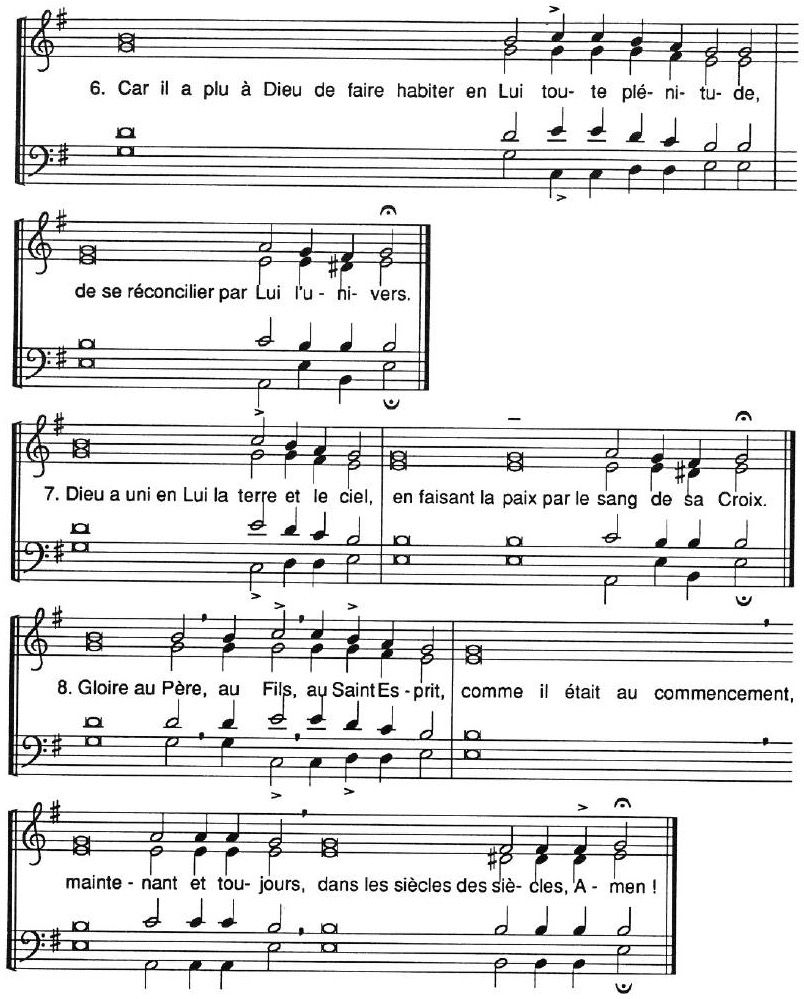 6. Car il a plu à Dieu de faire habiter en Lui tou- te plé- ni- tu- de,
de se réconcilier par Lui l'u - ni- vers.
7. Dieu a uni en Lui la terre et le ciel, en faisant la paix par le sang de sa Croix.
8. Gloire au Père, au Fils, au Saint Es - prit, comme il était au commencement,
mainte - nant et tou- jours, dans les siècles des siè- cles, A - men !